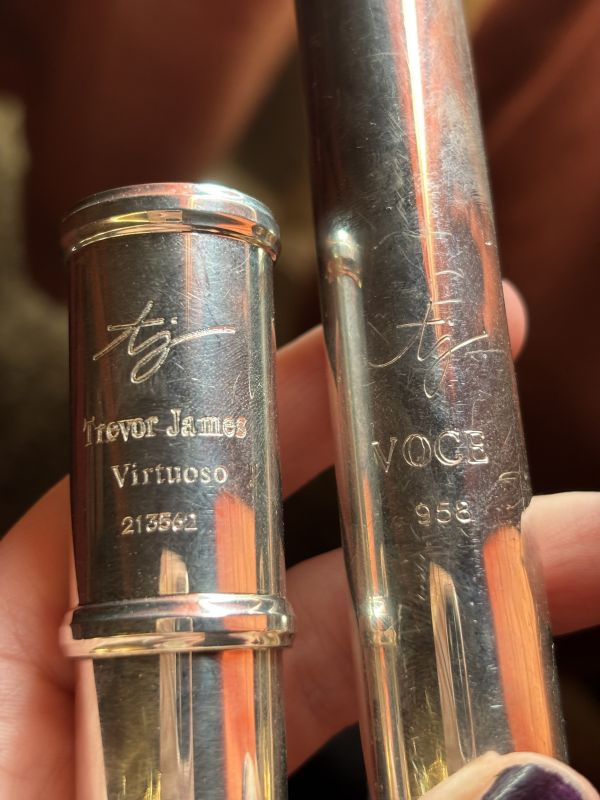 tj
Trevor James
Virtuoso
213562
tj
VOCE
958